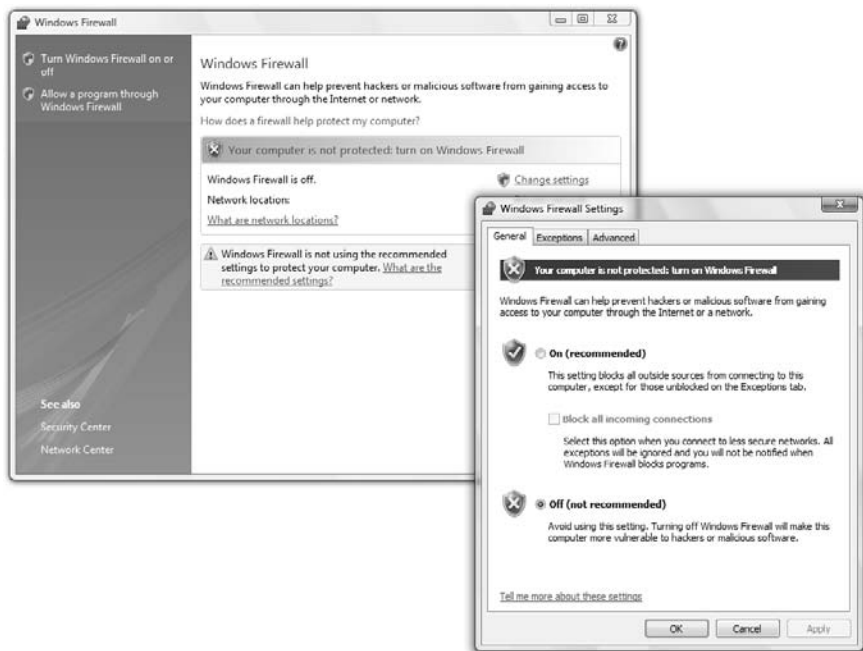 Windows Firewall
Turn Windows Firewall on or
off
Allow a program through
Windows Firewall
See also
Security Center
Network Center
Windows Firewall
Windows Firewall can help prevent hackers or malicious software from gaining access to
your computer through the Internet or network.
How does a firewall help protect my computer?
Your computer is not protected: turn on Windows Firewall
Windows Firewall is off.
Change settings
Network location:
What are network locations?
Windows Firewall is not using the recommended
settings to protect your computer. What are the
recommended settings?
Windows Firewall Settings
General
Exceptions
Advanced
Your computer is not protected: turn on Windows Firewall
Windows Firewall can help prevent hackers or malicious software from gaining
access to your computer through the Internet or a network.
On (recommended)
This setting blocks all outside sources from connecting to this
computer, except for those unblocked on the Exceptions tab.
Block all incoming connections
Select this option when you connect to less secure networks. All
exceptions will be ignored and you will not be notified when
Windows Firewall blocks programs.
Off (not recommended)
Avoid using this setting. Turning off Windows Firewall will make this
computer more vulnerable to hackers or malicious software.
Tell me more about these settings
OK
Cancel
Apply